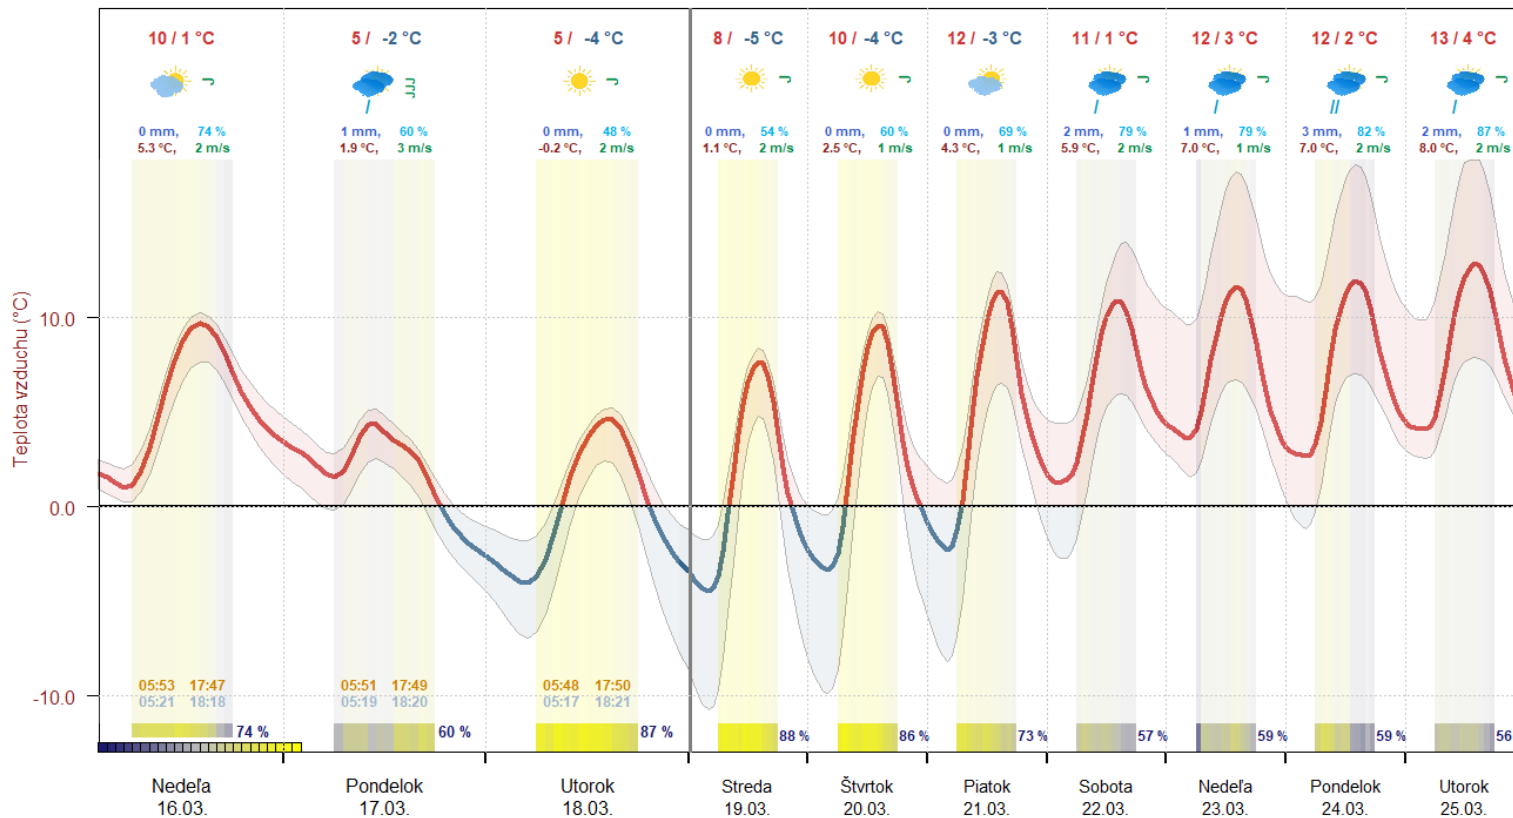 10 / 1 °C 5 / -2 °C 5 / -4 °C 8 / -5 °C 10 / -4 °C 12 / -3 °C 11 / 1 °C 12 / 3 °C 12 / 2 °C 13 / 4 °C
0 mm, 74 % 1 mm, 60 % 0 mm, 48 % 0 mm, 54 % 0 mm, 60 % 0 mm, 69 % 2 mm, 79 % 1 mm, 79 % 3 mm, 82 % 2 mm, 87 %
5.3 °C, 2 m/s 1.9 °C, 3 m/s -0.2 °C, 2 m/s 1.1 °C, 2 m/s 2.5 °C, 1 m/s 4.3 °C, 1 m/s 5.9 °C, 2 m/s 7.0 °C, 1 m/s 7.0 °C, 2 m/s 8.0 °C, 2 m/s
Teplota vzduchu (°C)
10.0
0.0
-10.0
05:53 17:47 05:51 17:49 05:48 17:50
05:21 18:18 05:19 18:20 05:17 18:21
74 % 60 % 87 % 88 % 86 % 73 % 57 % 59 % 59 % 56
Nedeľa Pondelok Utorok Streda Štvrtok Piatok Sobota Nedeľa Pondelok Utorok
16.03. 17.03. 18.03. 19.03. 20.03. 21.03. 22.03. 23.03. 24.03. 25.03.